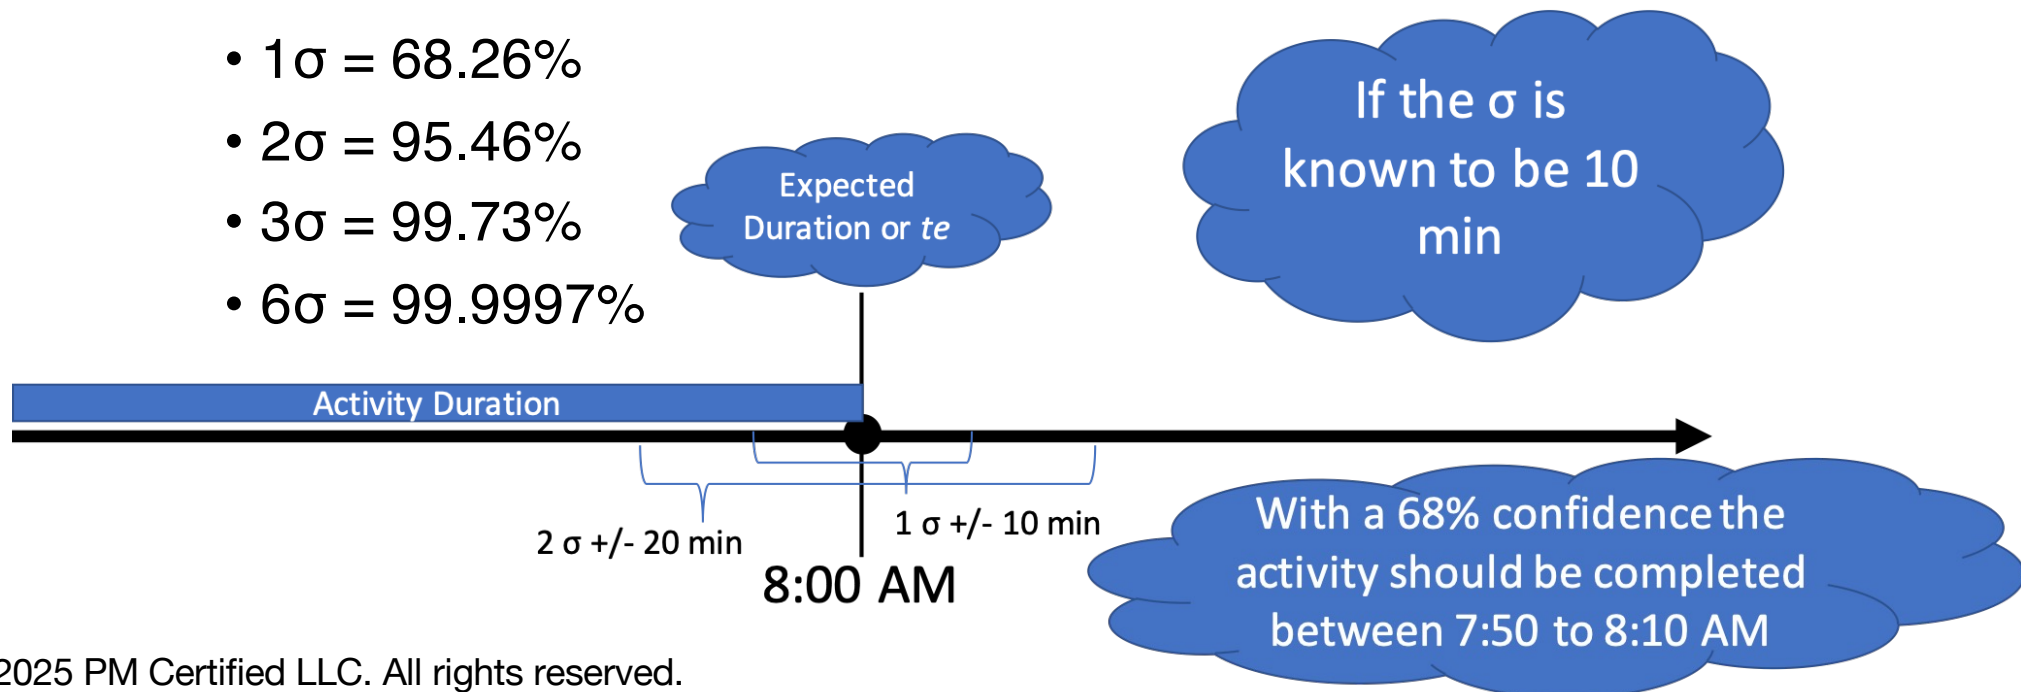 • 1σ = 68.26%
• 2σ = 95.46%
• 3σ = 99.73%
• 6σ = 99.9997%
Expected
Duration or te
If the σ is
known to be 10
min
Activity Duration
2 σ +/- 20 min
1 σ +/- 10 min
8:00 AM
With a 68% confidence the
activity should be completed
between 7:50 to 8:10 AM
2025 PM Certified LLC. All rights reserved.